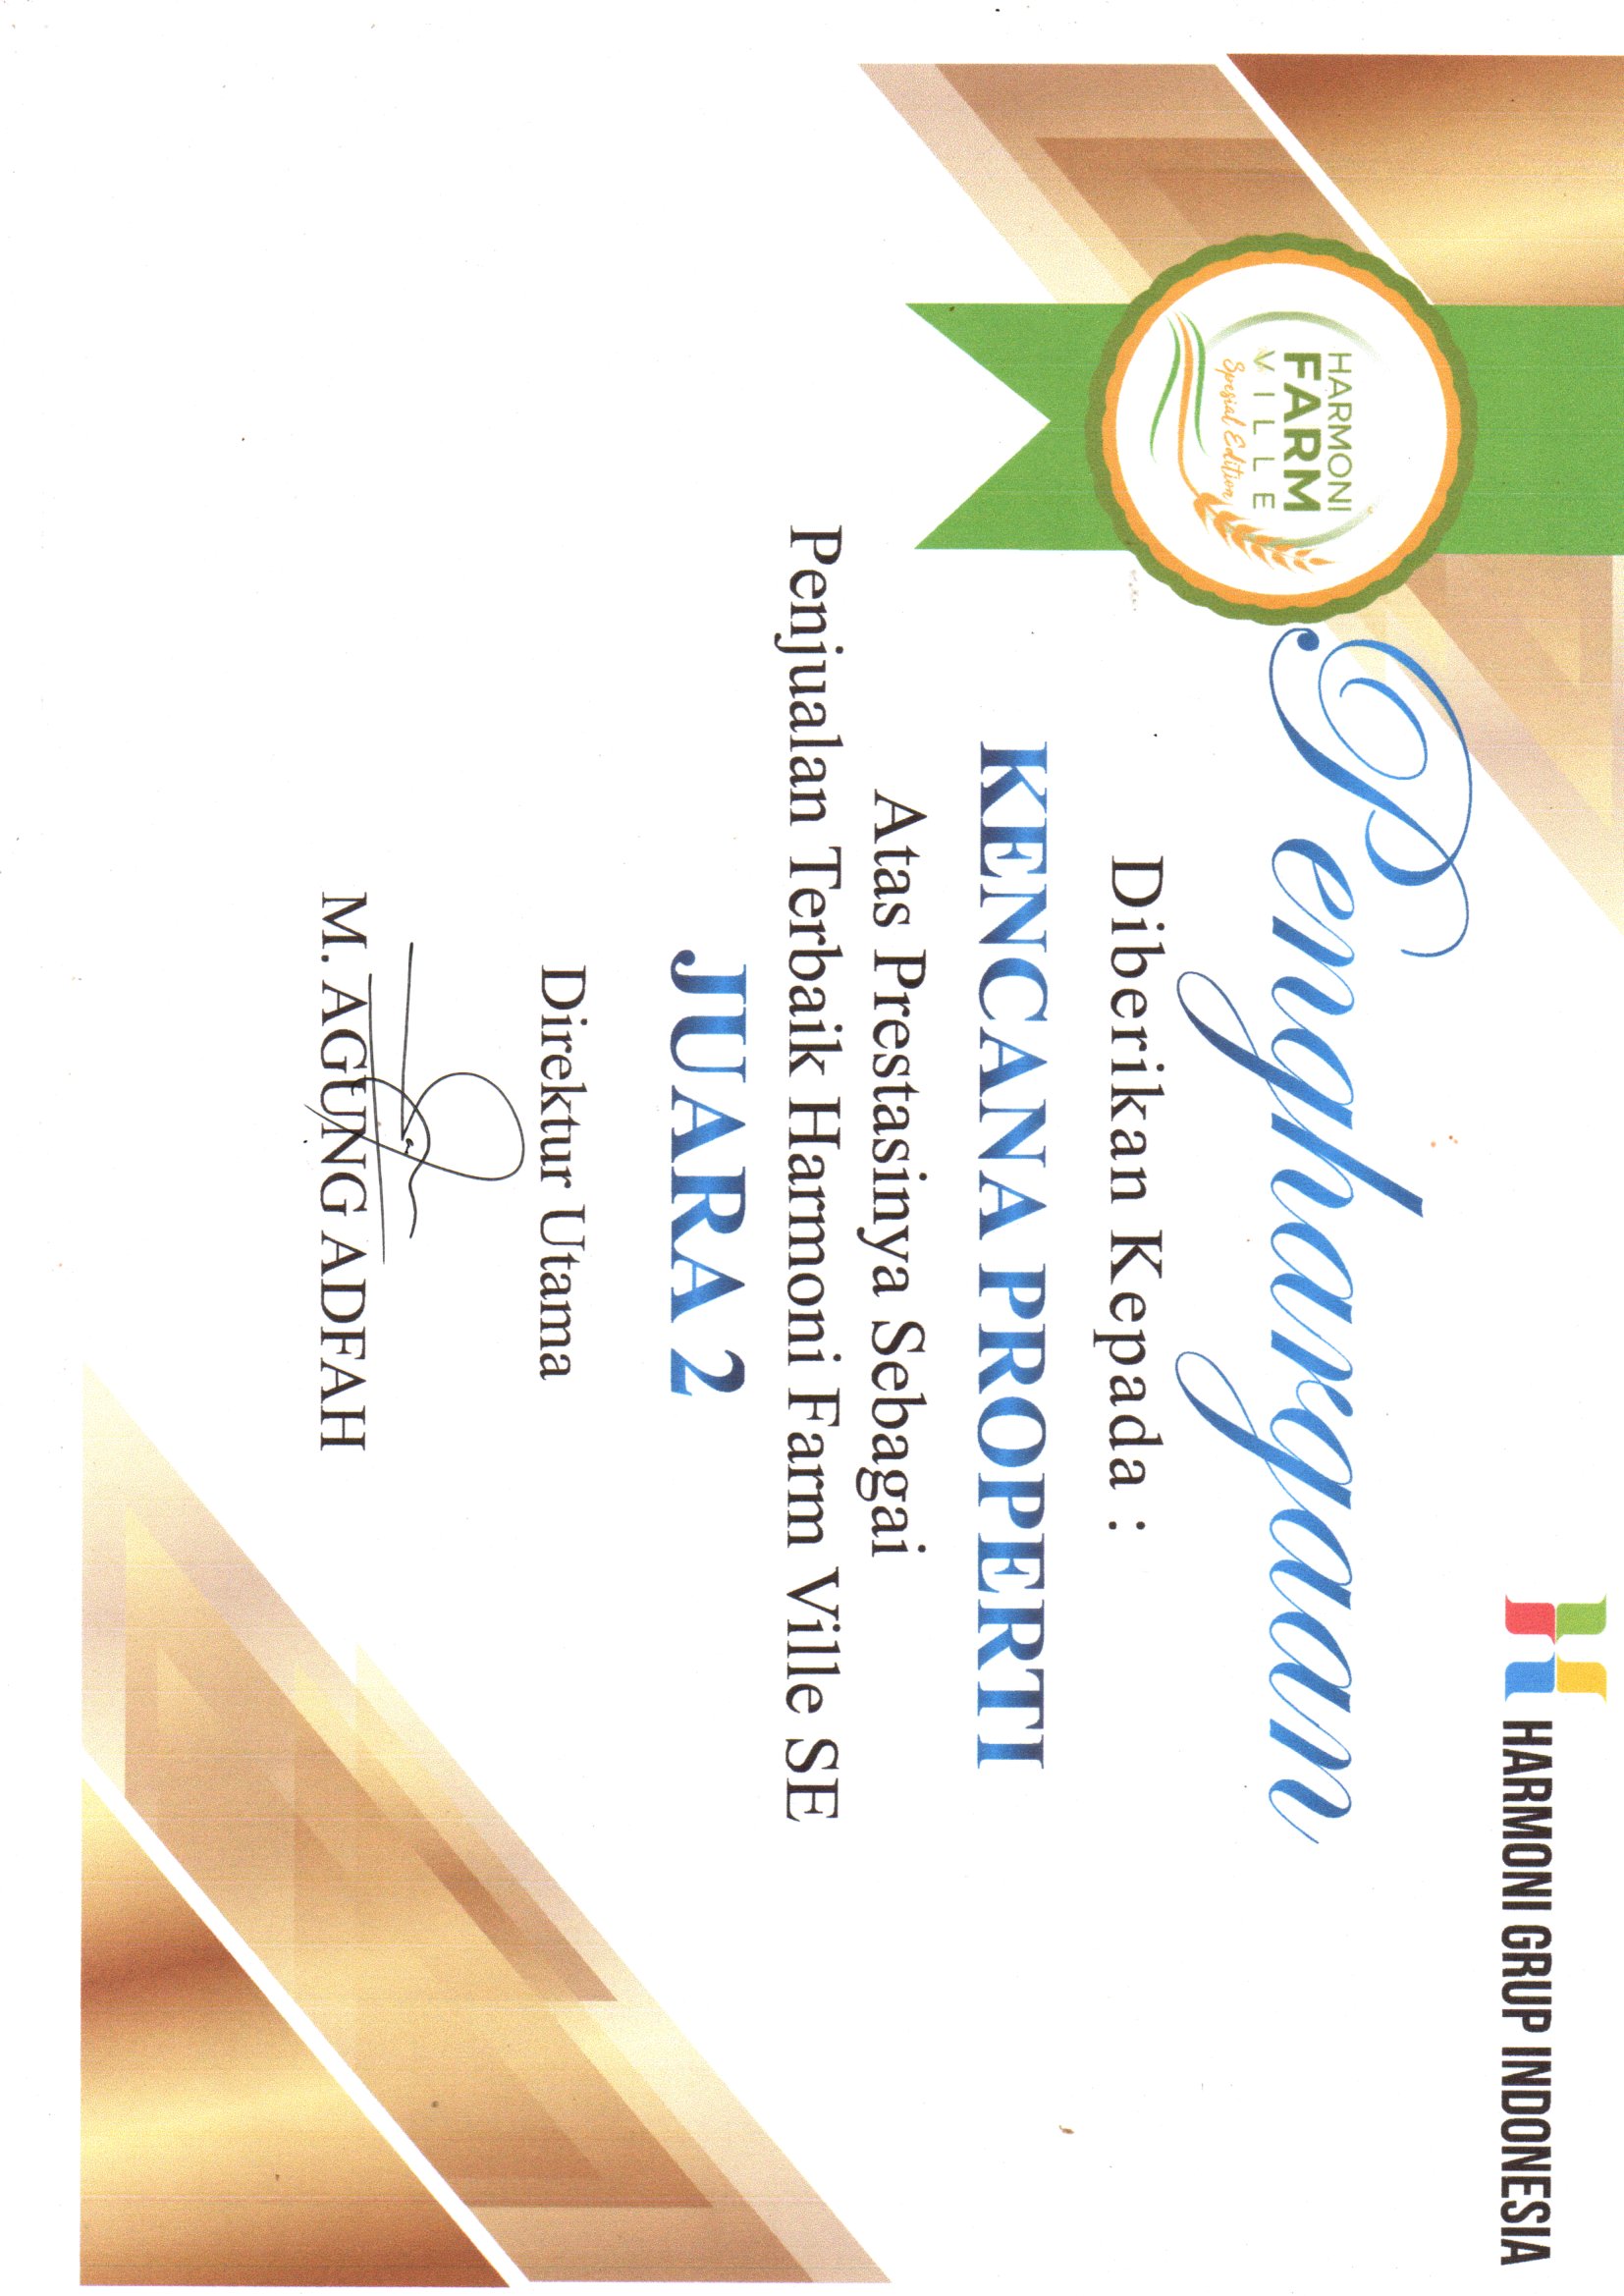 HARMONI GRUP INDONESIA
HARMONI
FARM
VILLE
Spesial Edition
Penghargaan
Diberikan Kepada :
KENCANA PROPERTI
Atas Prestasinya Sebagai
Penjualan Terbaik Harmoni Farm Ville SE
JUARA 2
Direktur Utama
M. AGUNG ADFAH